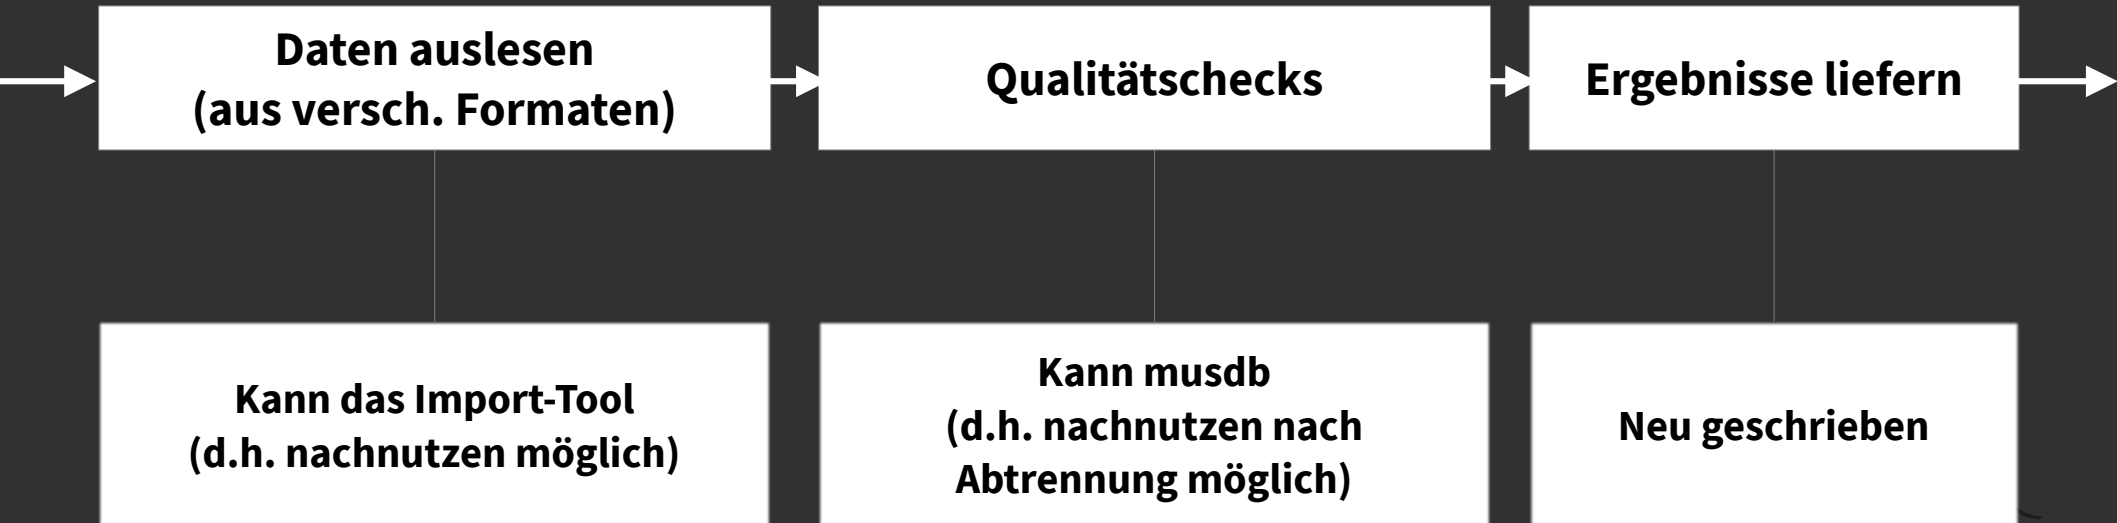 Daten auslesen
(aus versch. Formaten)
Qualitätschecks
Ergebnisse liefern
Kann das Import-Tool
(d.h. nachnutzen möglich)
Kann musdb
(d.h. nachnutzen nach
Abtrennung möglich)
Neu geschrieben